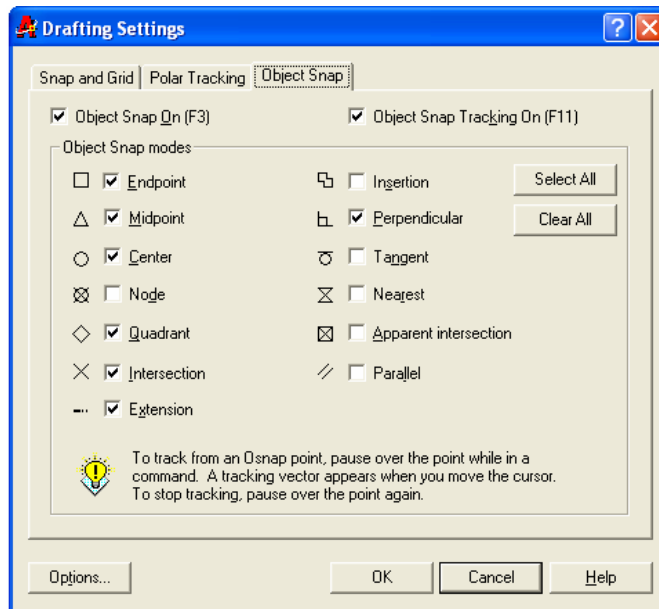 Drafting Settings
Snap and Grid Polar Tracking Object Snap
Object Snap On (F3) Object Snap Tracking On (F11)
Object Snap modes
Endpoint Insertion Select All
Midpoint Perpendicular Clear All
Center Tangent
Node Nearest
Quadrant Apparent intersection
Intersection Parallel
Extension
To track from an Osnap point, pause over the point while in a
command. A tracking vector appears when you move the cursor.
To stop tracking, pause over the point again.
Options... OK Cancel Help